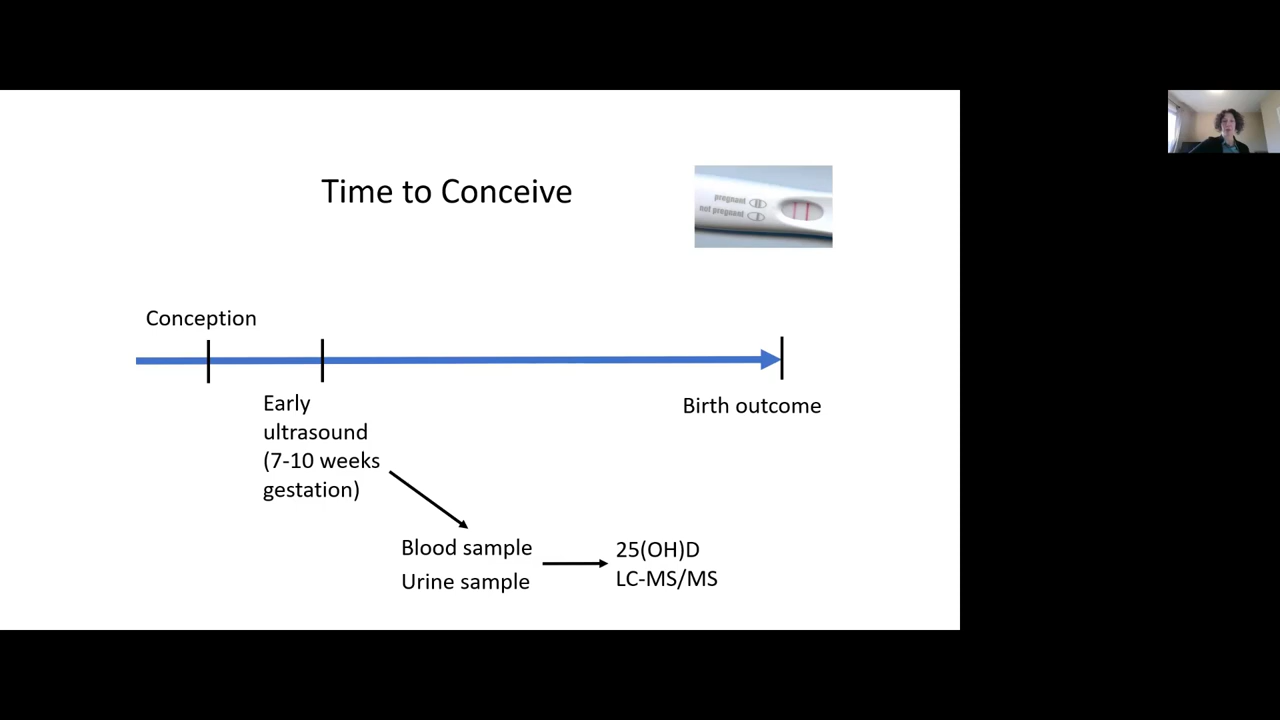 Time to Conceive
pregnant
not pregnant
Conception
Early
ultrasound
(7-10 weeks
gestation)
Birth outcome
Blood sample
Urine sample
25(OH)D
LC-MS/MS